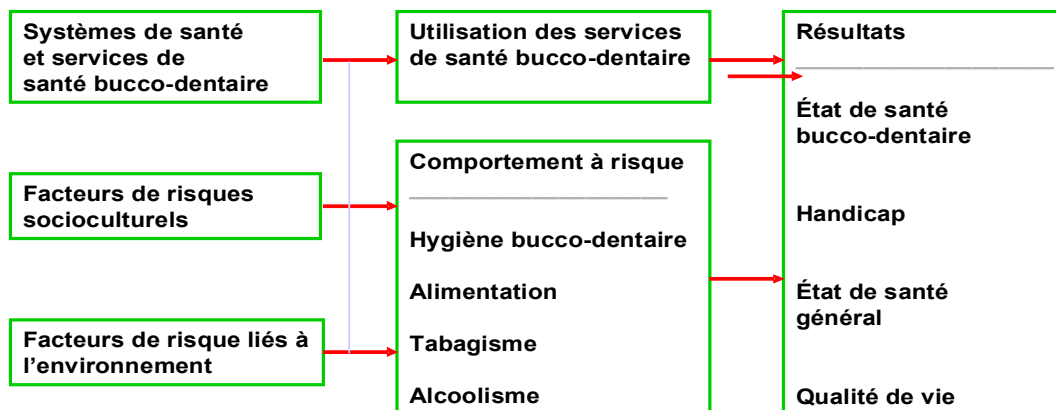 Systèmes de santé
et services de
santé bucco-dentaire
Utilisation des services
de santé bucco-dentaire
Résultats
État de santé
bucco-dentaire
Handicap
État de santé
général
Qualité de vie
Comportement à risque
Hygiène bucco-dentaire
Alimentation
Tabagisme
Alcoolisme
Facteurs de risques
socioculturels
Facteurs de risque liés à
l’environnement